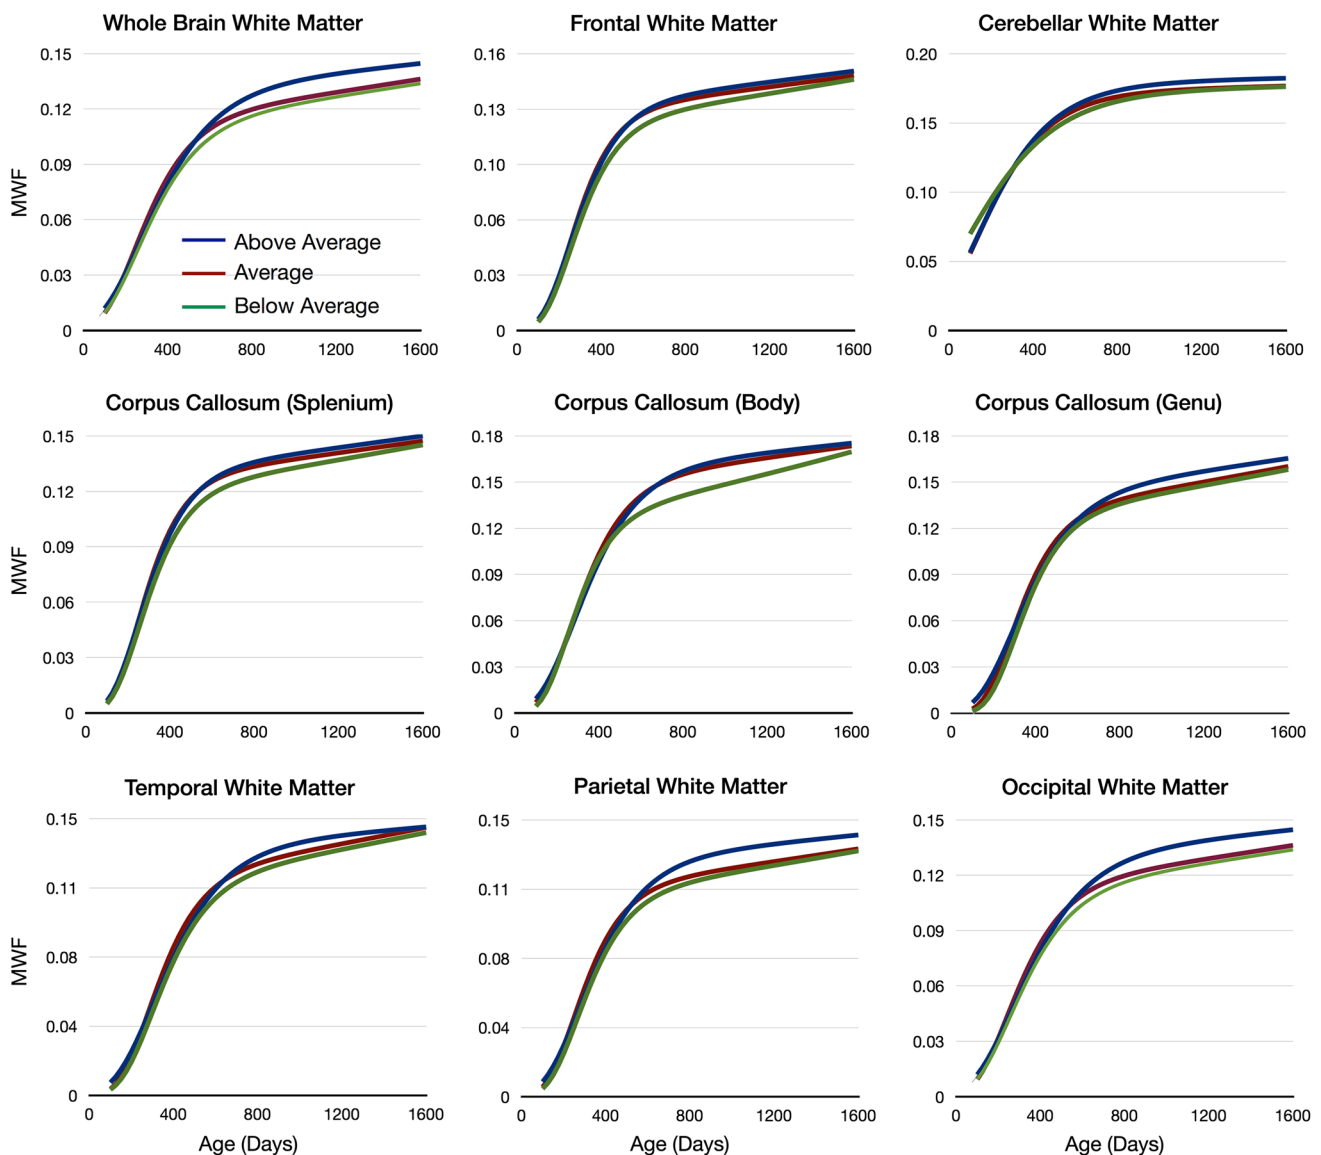 Whole Brain White Matter
Frontal White Matter
Cerebellar White Matter
0.15
0.12
0.09
0.06
0.03
0
MWF
Above Average
Average
Below Average
0 400 800 1200 1600
0.16
0.13
0.10
0.06
0.03
0
0 400 800 1200 1600
0.20
0.15
0.10
0.05
0
0 400 800 1200 1600
Corpus Callosum (Splenium)
Corpus Callosum (Body)
Corpus Callosum (Genu)
0.15
0.12
0.09
0.06
0.03
0
MWF
0 400 800 1200 1600
0.18
0.15
0.12
0.09
0.06
0.03
0
0 400 800 1200 1600
0.18
0.15
0.12
0.09
0.06
0.03
0
0 400 800 1200 1600
Temporal White Matter
Parietal White Matter
Occipital White Matter
0.15
0.11
0.08
0.04
0
MWF
0 400 800 1200 1600
Age (Days)
0.15
0.11
0.08
0.04
0
0 400 800 1200 1600
Age (Days)
0.15
0.12
0.09
0.06
0.03
0
0 400 800 1200 1600
Age (Days)